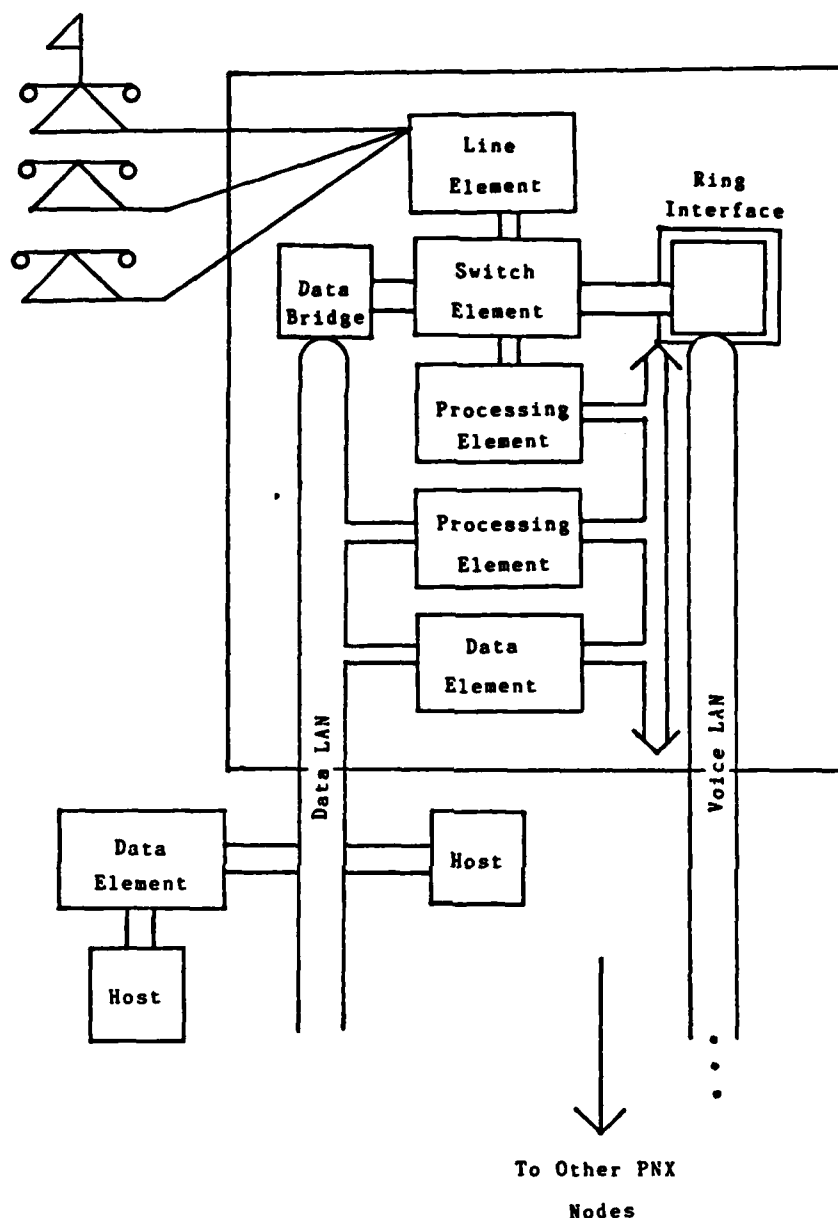 Line
Element
Ring
Interface
Data
Bridge
Switch
Element
Processing
Element
Processing
Element
Data
Element
Data LAN
Voice LAN
Data
Element
Host
Host
To Other PNX
Nodes